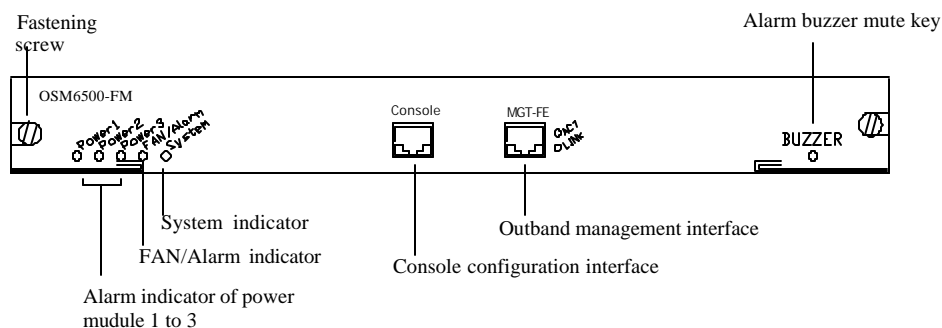 Fastening
screw
Alarm buzzer mute key
OSM6500-FM
Power1
Power2
Power3
FAN/Alarm
System
Console
MGT-FE
ACT
LINK
BUZZER
System indicator
FAN/Alarm indicator
Alarm indicator of power
mudule 1 to 3
Outband management interface
Console configuration interface